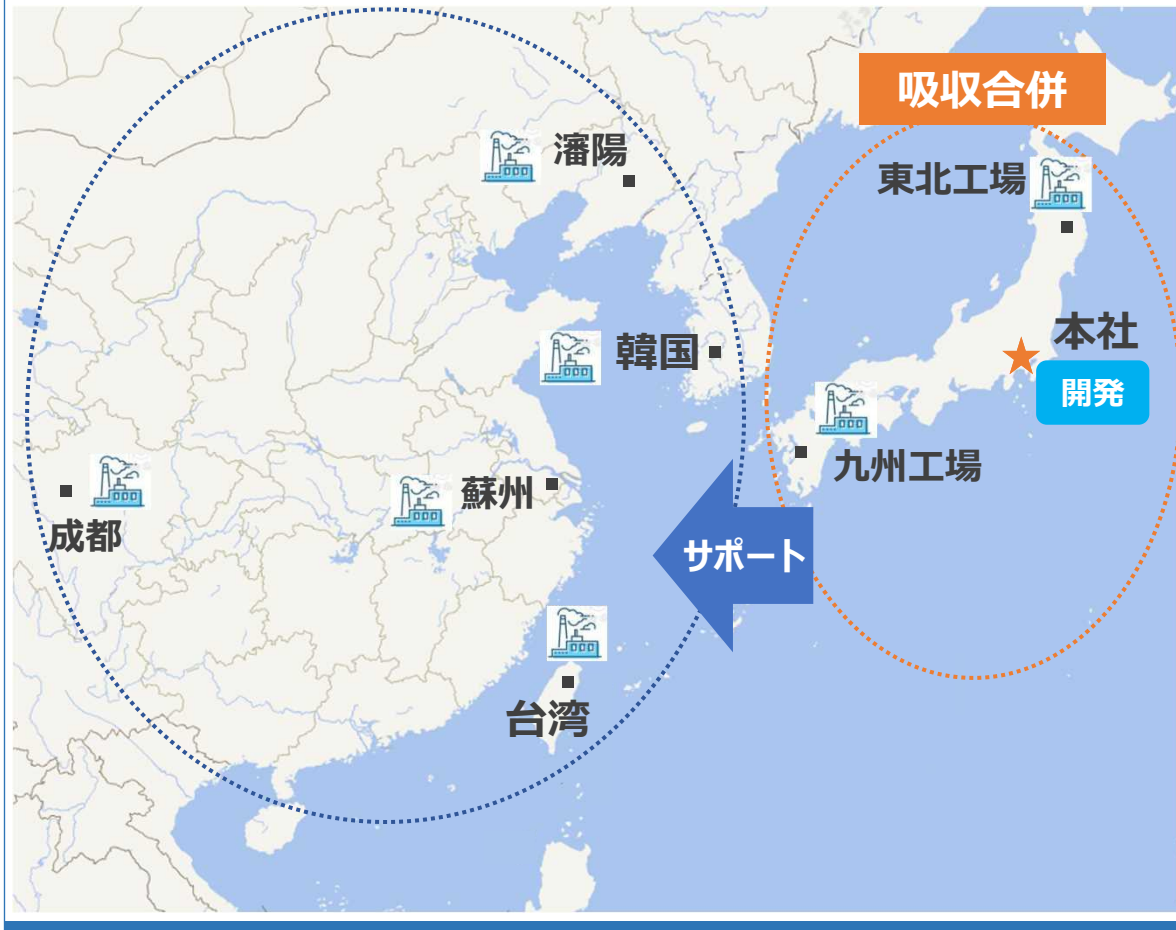 吸収合併
瀋陽
東北工場
韓国
本社
開発
九州工場
蘇州
成都
サポート
台湾